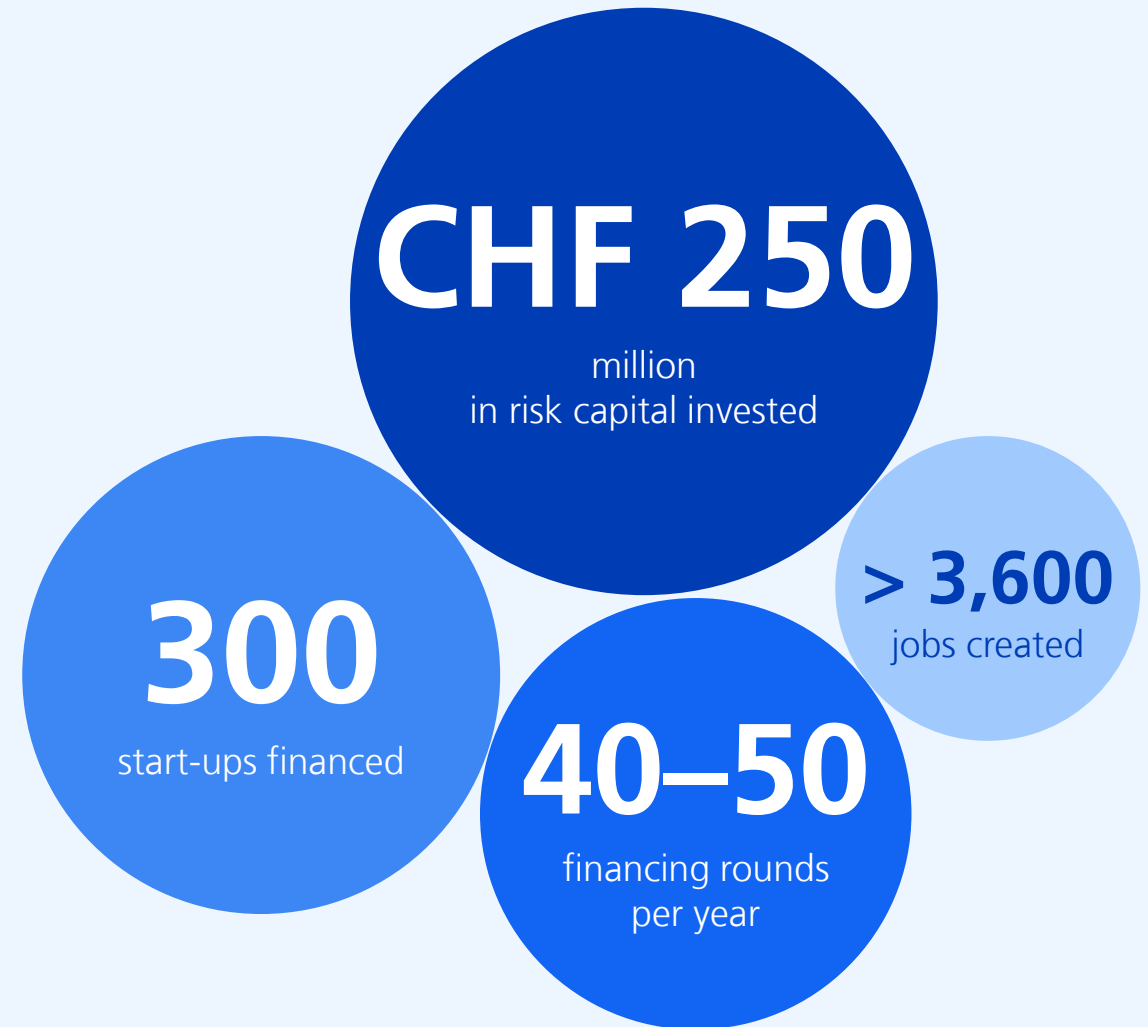 CHF 250
million
in risk capital invested
300
start-ups financed
40–50
financing rounds
per year
> 3,600
jobs created